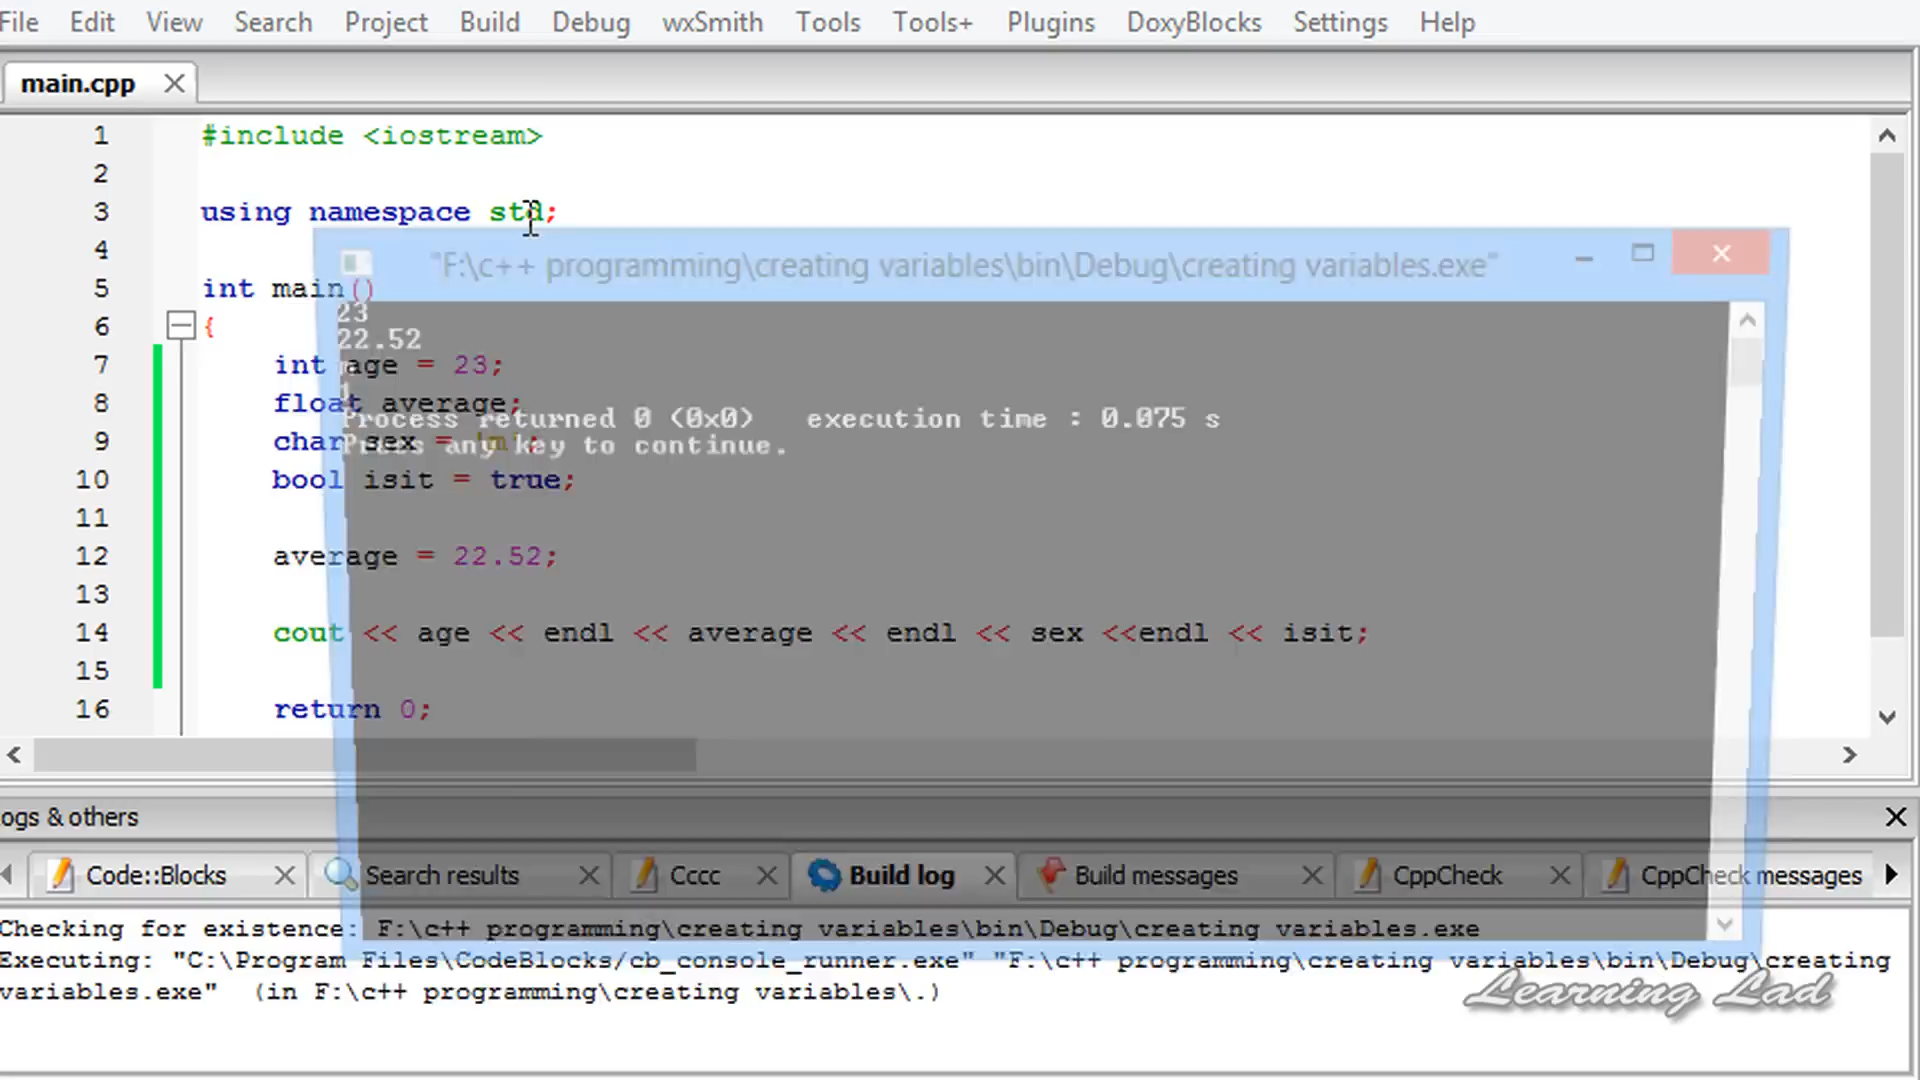 File Edit View Search Project Build Debug wxSmith Tools Tools+ Plugins DoxyBlocks Settings Help
main.cpp
1 #include <iostream>
2
3 using namespace std;
4
"F:\c++ programming\creating variables\bin\Debug\creating variables.exe"
5 int main()
23
6 {
22.52
7 int age = 23;
m
8 float average;
1
Process returned 0 (0x0) execution time : 0.075 s
9 char sex = 'm';
Press any key to continue.
10 bool isit = true;
11
12 average = 22.52;
13
14 cout << age << endl << average << endl << sex <<endl << isit;
15
16 return 0;
ogs & others
Code::Blocks Search results Cccc Build log Build messages CppCheck CppCheck messages
Checking for existence: F:\c++ programming\creating variables\bin\Debug\creating variables.exe
Executing: "C:\Program Files\CodeBlocks/cb_console_runner.exe" "F:\c++ programming\creating variables\bin\Debug\creating
variables.exe" (in F:\c++ programming\creating variables\.)
Learning Lad